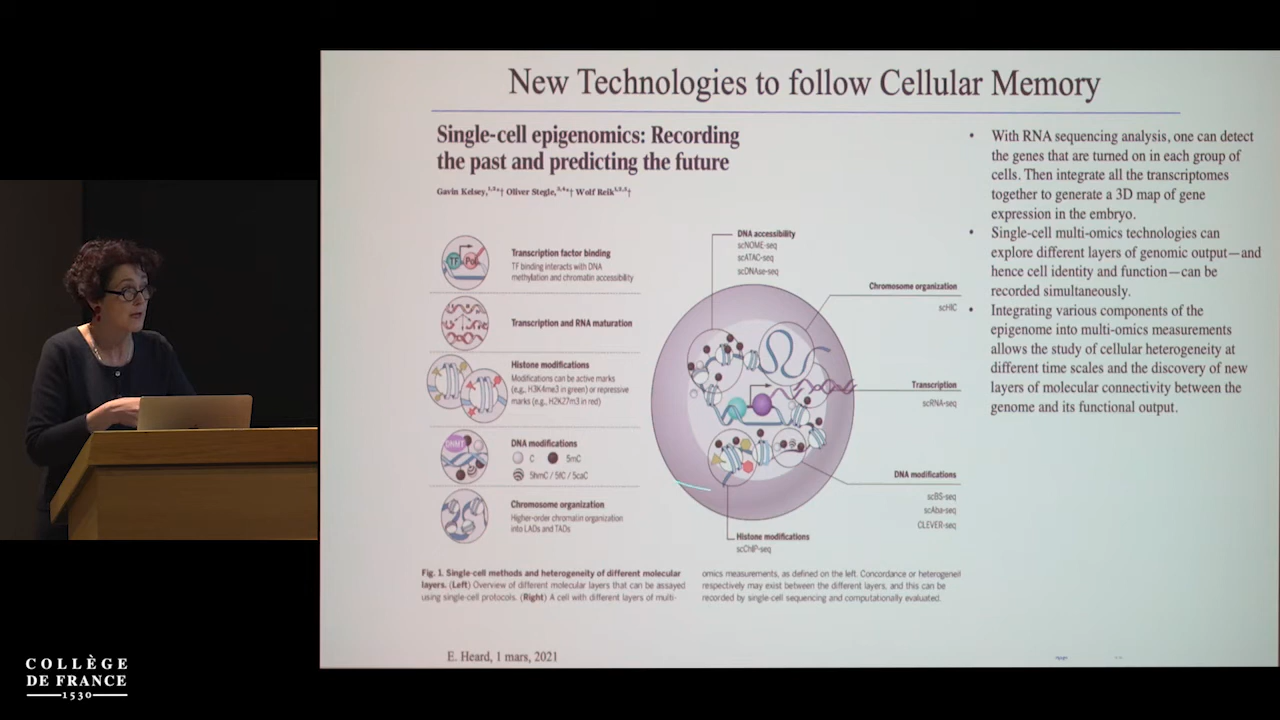 New Technologies to follow Cellular Memory
Single-cell epigenomics: Recording
the past and predicting the future
Gavin Kelsey,1,2*† Oliver Stegle,3,4*† Wolf Reik1,2,5†
TF
Pol
Transcription factor binding
TF binding interacts with DNA
methylation and chromatin accessibility
Transcription and RNA maturation
Histone modifications
Modifications can be active marks
(e.g., H3K4me3 in green) or repressive
marks (e.g., H2K27m3 in red)
DNMT
DNA modifications
C
5mC
5hmC / 5fC / 5caC
Chromosome organization
Higher-order chromatin organization
into LADs and TADs
DNA accessibility
scNOME-seq
scATAC-seq
scDNAse-seq
Chromosome organization
scHIC
Transcription
scRNA-seq
DNA modifications
scBS-seq
scAba-seq
CLEVER-seq
Histone modifications
scChIP-seq
Fig. 1. Single-cell methods and heterogeneity of different molecular
layers. (Left) Overview of different molecular layers that can be assayed
using single-cell protocols. (Right) A cell with different layers of multi-
omics measurements, as defined on the left. Concordance or heterogeneit
respectively may exist between the different layers, and this can be
recorded by single-cell sequencing and computationally evaluated.
• With RNA sequencing analysis, one can detect
the genes that are turned on in each group of
cells. Then integrate all the transcriptomes
together to generate a 3D map of gene
expression in the embryo.
• Single-cell multi-omics technologies can
explore different layers of genomic output—and
hence cell identity and function—can be
recorded simultaneously.
• Integrating various components of the
epigenome into multi-omics measurements
allows the study of cellular heterogeneity at
different time scales and the discovery of new
layers of molecular connectivity between the
genome and its functional output.
E. Heard, 1 mars, 2021
COLLÈGE
DE FRANCE
1530